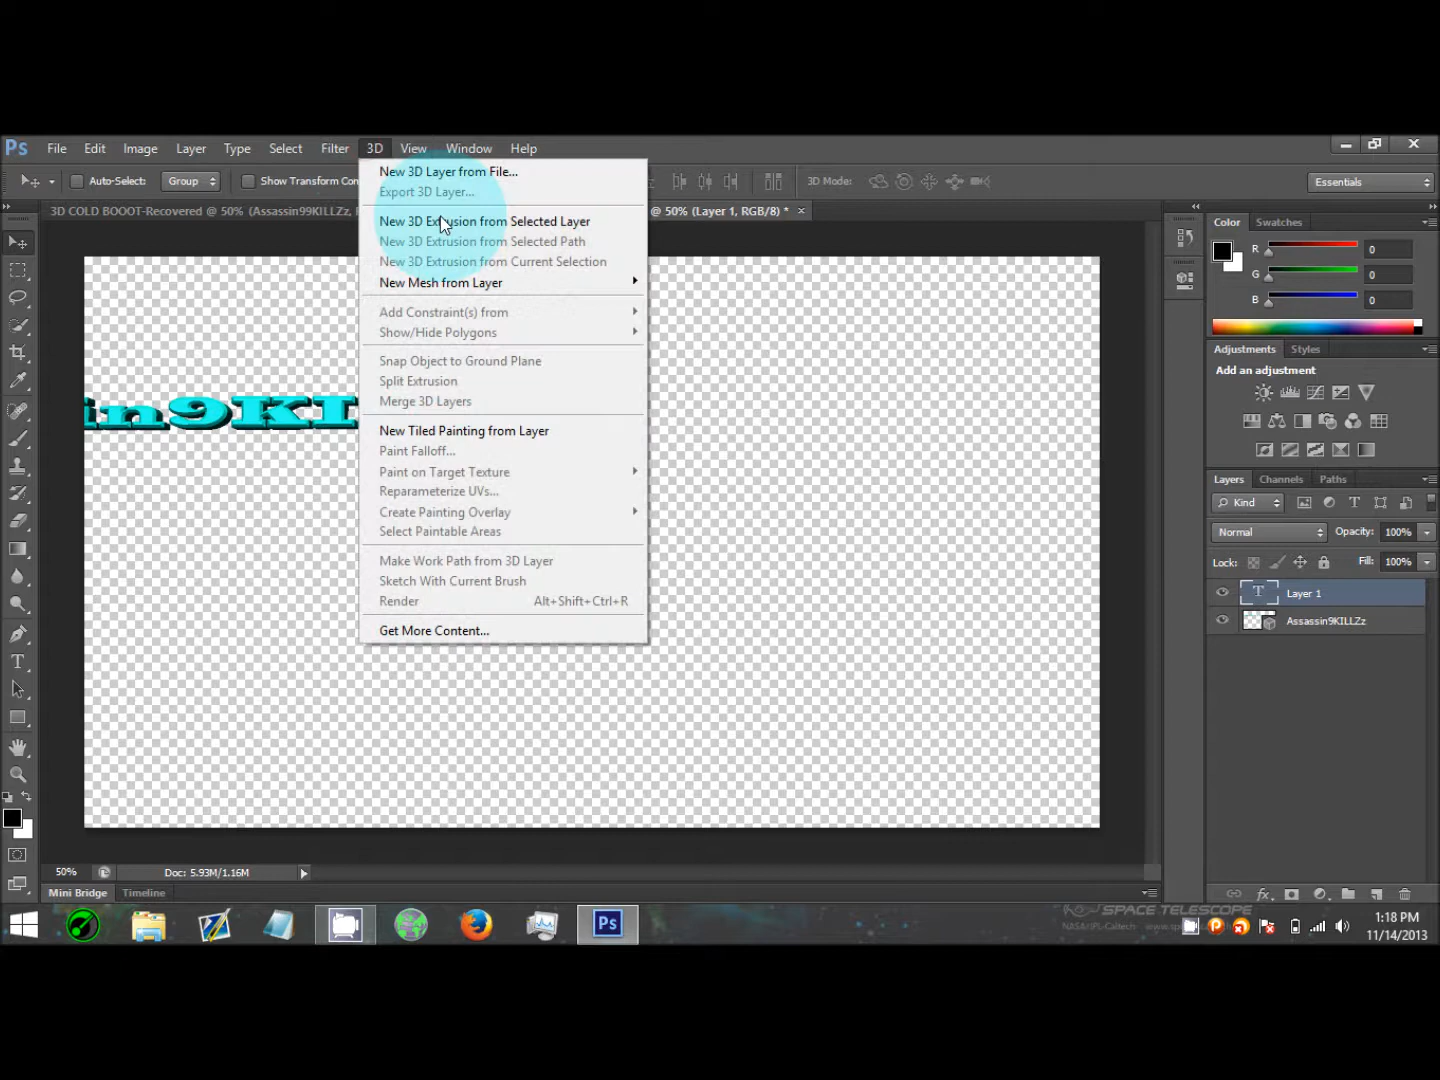 Ps File Edit Image Layer Type Select Filter 3D View Window Help
Auto-Select: Group Show Transform Con 3D Mode: Essentials
3D COLD BOOOT-Recovered @ 50% (Assassin99KILLZz, @ 50% (Layer 1, RGB/8) * ×
New 3D Layer from File...
Export 3D Layer...
New 3D Extrusion from Selected Layer
New 3D Extrusion from Selected Path
New 3D Extrusion from Current Selection
New Mesh from Layer
Add Constraint(s) from
Show/Hide Polygons
Snap Object to Ground Plane
Split Extrusion
Merge 3D Layers
New Tiled Painting from Layer
Paint Falloff...
Paint on Target Texture
Reparameterize UVs...
Create Painting Overlay
Select Paintable Areas
Make Work Path from 3D Layer
Sketch With Current Brush
Render Alt+Shift+Ctrl+R
Get More Content...
in9KI
Color Swatches
R 0
G 0
B 0
Adjustments Styles
Add an adjustment
Layers Channels Paths
Kind
Normal Opacity: 100%
Lock: Fill: 100%
T Layer 1
Assassin9KILLZz
50% Doc: 5.93M/1.16M
Mini Bridge Timeline
SPACE TELESCOPE
NASA/JPL-Caltech
Ps
1:18 PM
11/14/2013